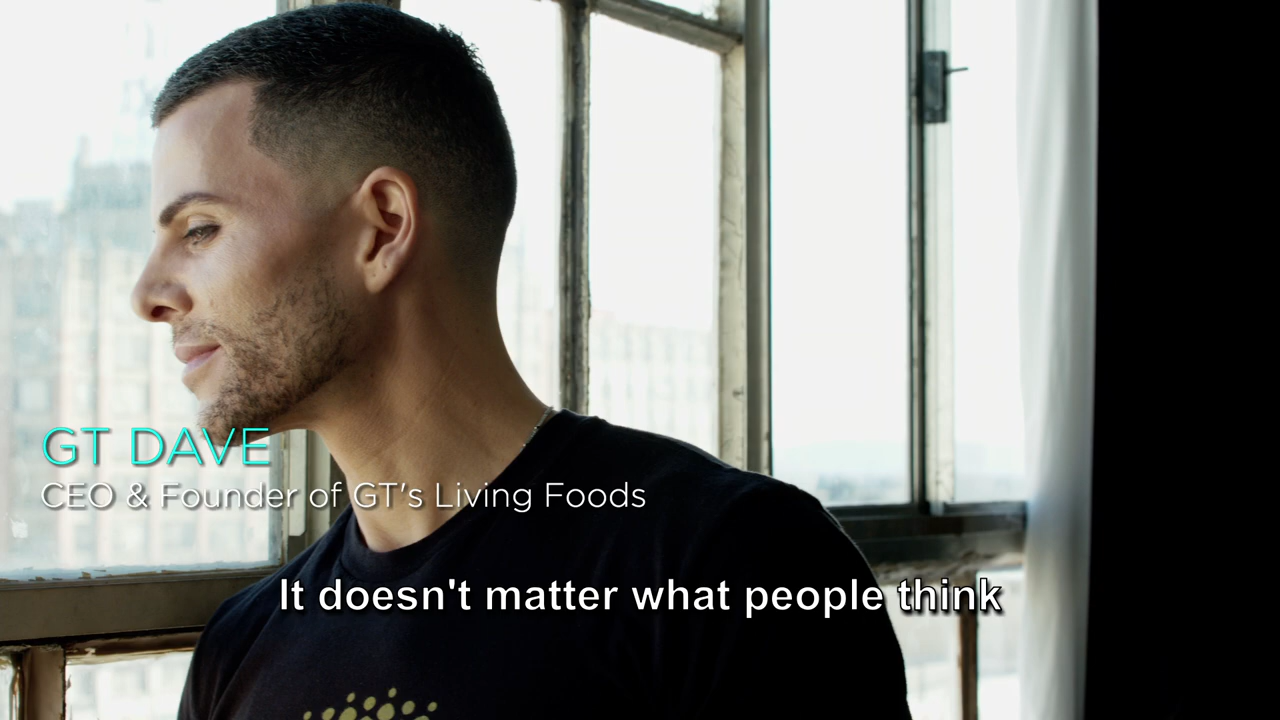 GT DAVE
CEO & Founder of GT's Living Foods
It doesn't matter what people think